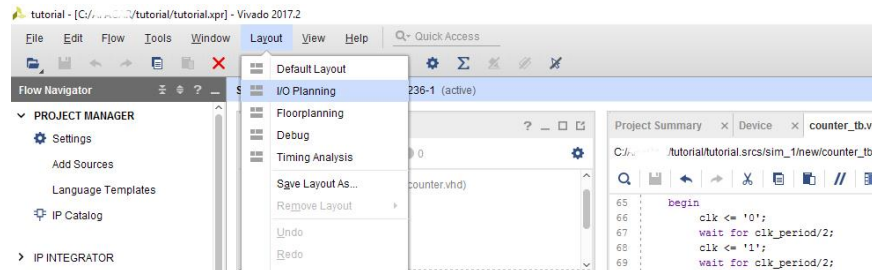 tutorial - [C:/ /tutorial/tutorial.xpr] - Vivado 2017.2
File Edit Flow Tools Window Layout View Help Quick Access
Flow Navigator
PROJECT MANAGER
Settings
Add Sources
Language Templates
IP Catalog
IP INTEGRATOR
Default Layout
I/O Planning
Floorplanning
Debug
Timing Analysis
Save Layout As...
Remove Layout
Undo
Redo
236-1 (active)
0
counter.vhd)
Project Summary Device counter_tb.v
C:/ /tutorial/tutorial.srcs/sim_1/new/counter_tb
65 begin
66 clk <= '0';
67 wait for clk_period/2;
68 clk <= '1';
69 wait for clk_period/2;